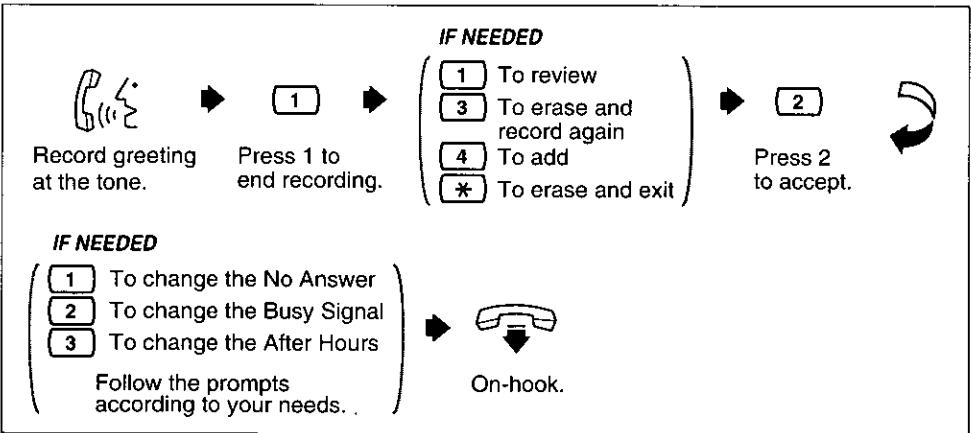 IF NEEDED
Record greeting
at the tone.
1
Press 1 to
end recording.
1 To review
3 To erase and
record again
4 To add
* To erase and exit
2
Press 2
to accept.
IF NEEDED
1 To change the No Answer
2 To change the Busy Signal
3 To change the After Hours
Follow the prompts
according to your needs.
On-hook.